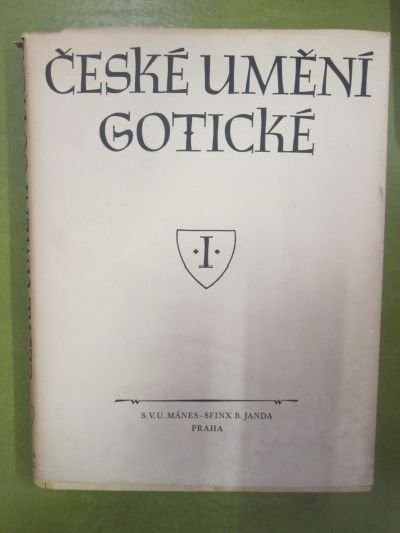 ČESKÉ UMĚNÍ
GOTICKÉ
·I·
S.V.U. MÁNES - SFINX B. JANDA
PRAHA